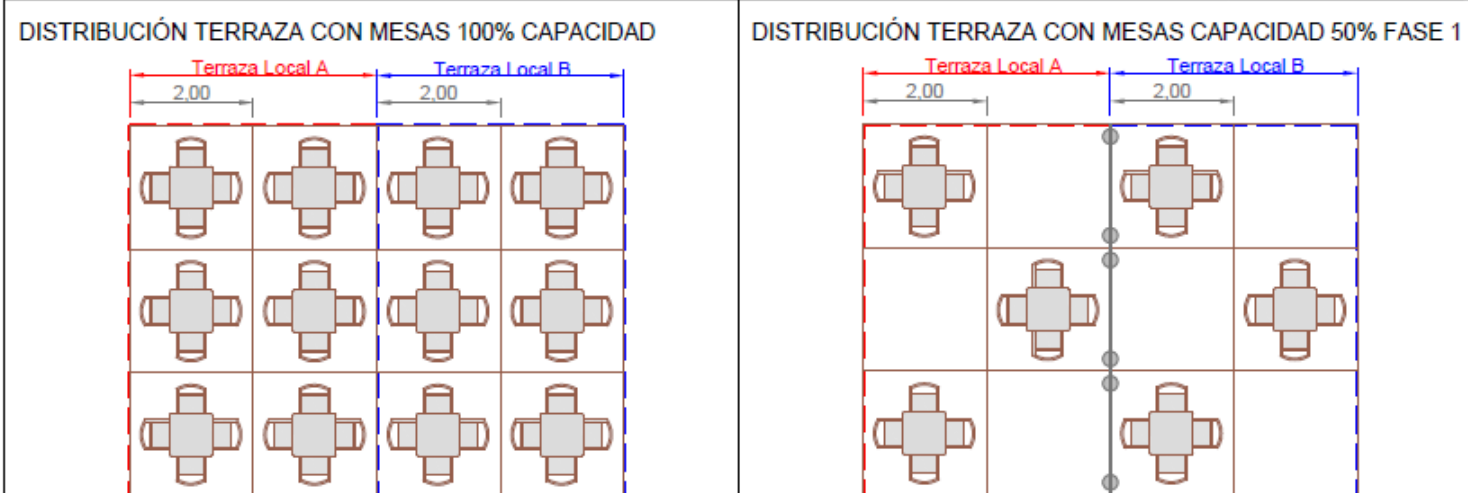 DISTRIBUCIÓN TERRAZA CON MESAS 100% CAPACIDAD
Terraza Local A
Terraza Local B
2,00
2,00
DISTRIBUCIÓN TERRAZA CON MESAS CAPACIDAD 50% FASE 1
Terraza Local A
Terraza Local B
2,00
2,00